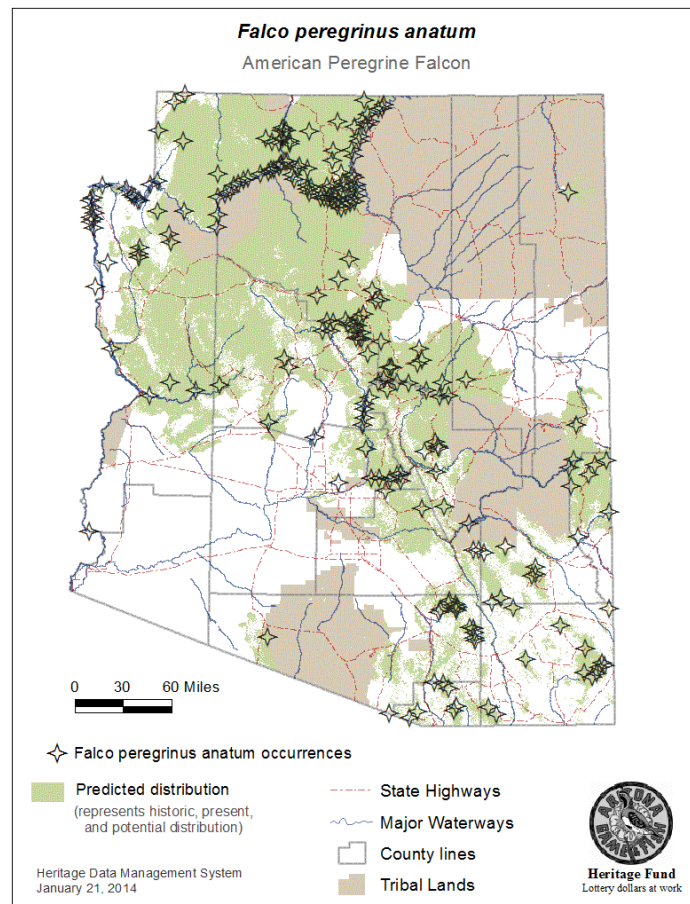 Falco peregrinus anatum
American Peregrine Falcon
0 30 60 Miles
Falco peregrinus anatum occurrences
Predicted distribution
(represents historic, present,
and potential distribution)
State Highways
Major Waterways
County lines
Tribal Lands
Heritage Data Management System
January 21, 2014
ARIZONA
GAME & FISH
Heritage Fund
Lottery dollars at work